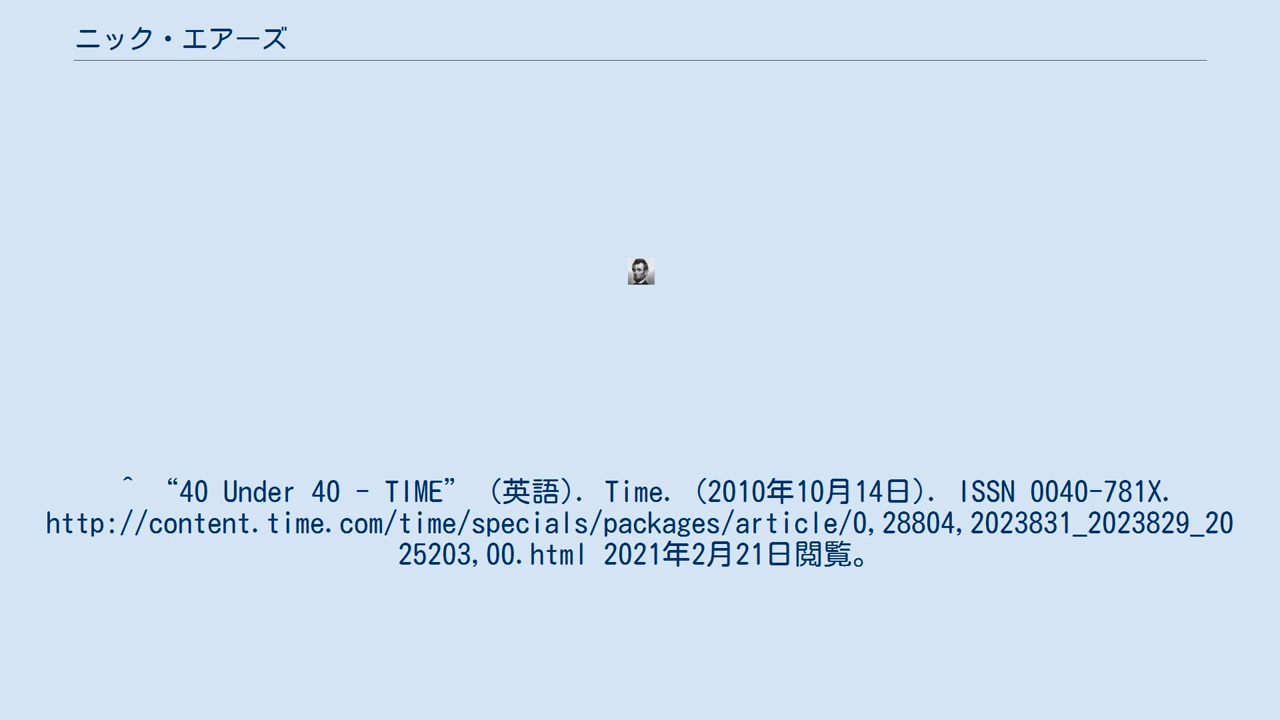 ニック・エアーズ
^ “40 Under 40 - TIME” (英語). Time. (2010年10月14日). ISSN 0040-781X.
http://content.time.com/time/specials/packages/article/0,28804,2023831_2023829_20
25203,00.html 2021年2月21日閲覧。